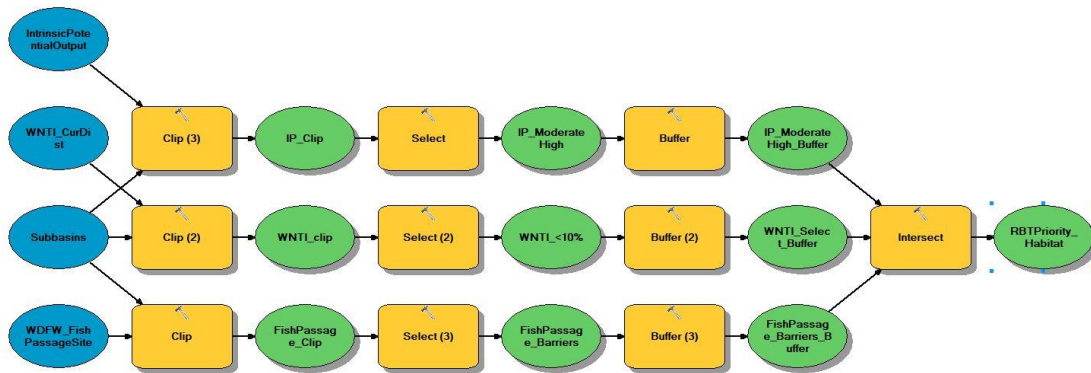 IntrinsicPote
ntialOutput
WNTI_CurDi
st
Clip (3)
IP_Clip
Select
IP_Moderate
High
Buffer
IP_Moderate
High_Buffer
Subbasins
Clip (2)
WNTI_clip
Select (2)
WNTI_<10%
Buffer (2)
WNTI_Selec
t_Buffer
Intersect
RBTPriority_
Habitat
WDFW_Fish
PassageSite
Clip
FishPassag
e_Clip
Select (3)
FishPassag
e_Barriers
Buffer (3)
FishPassag
e_Barriers_B
uffer